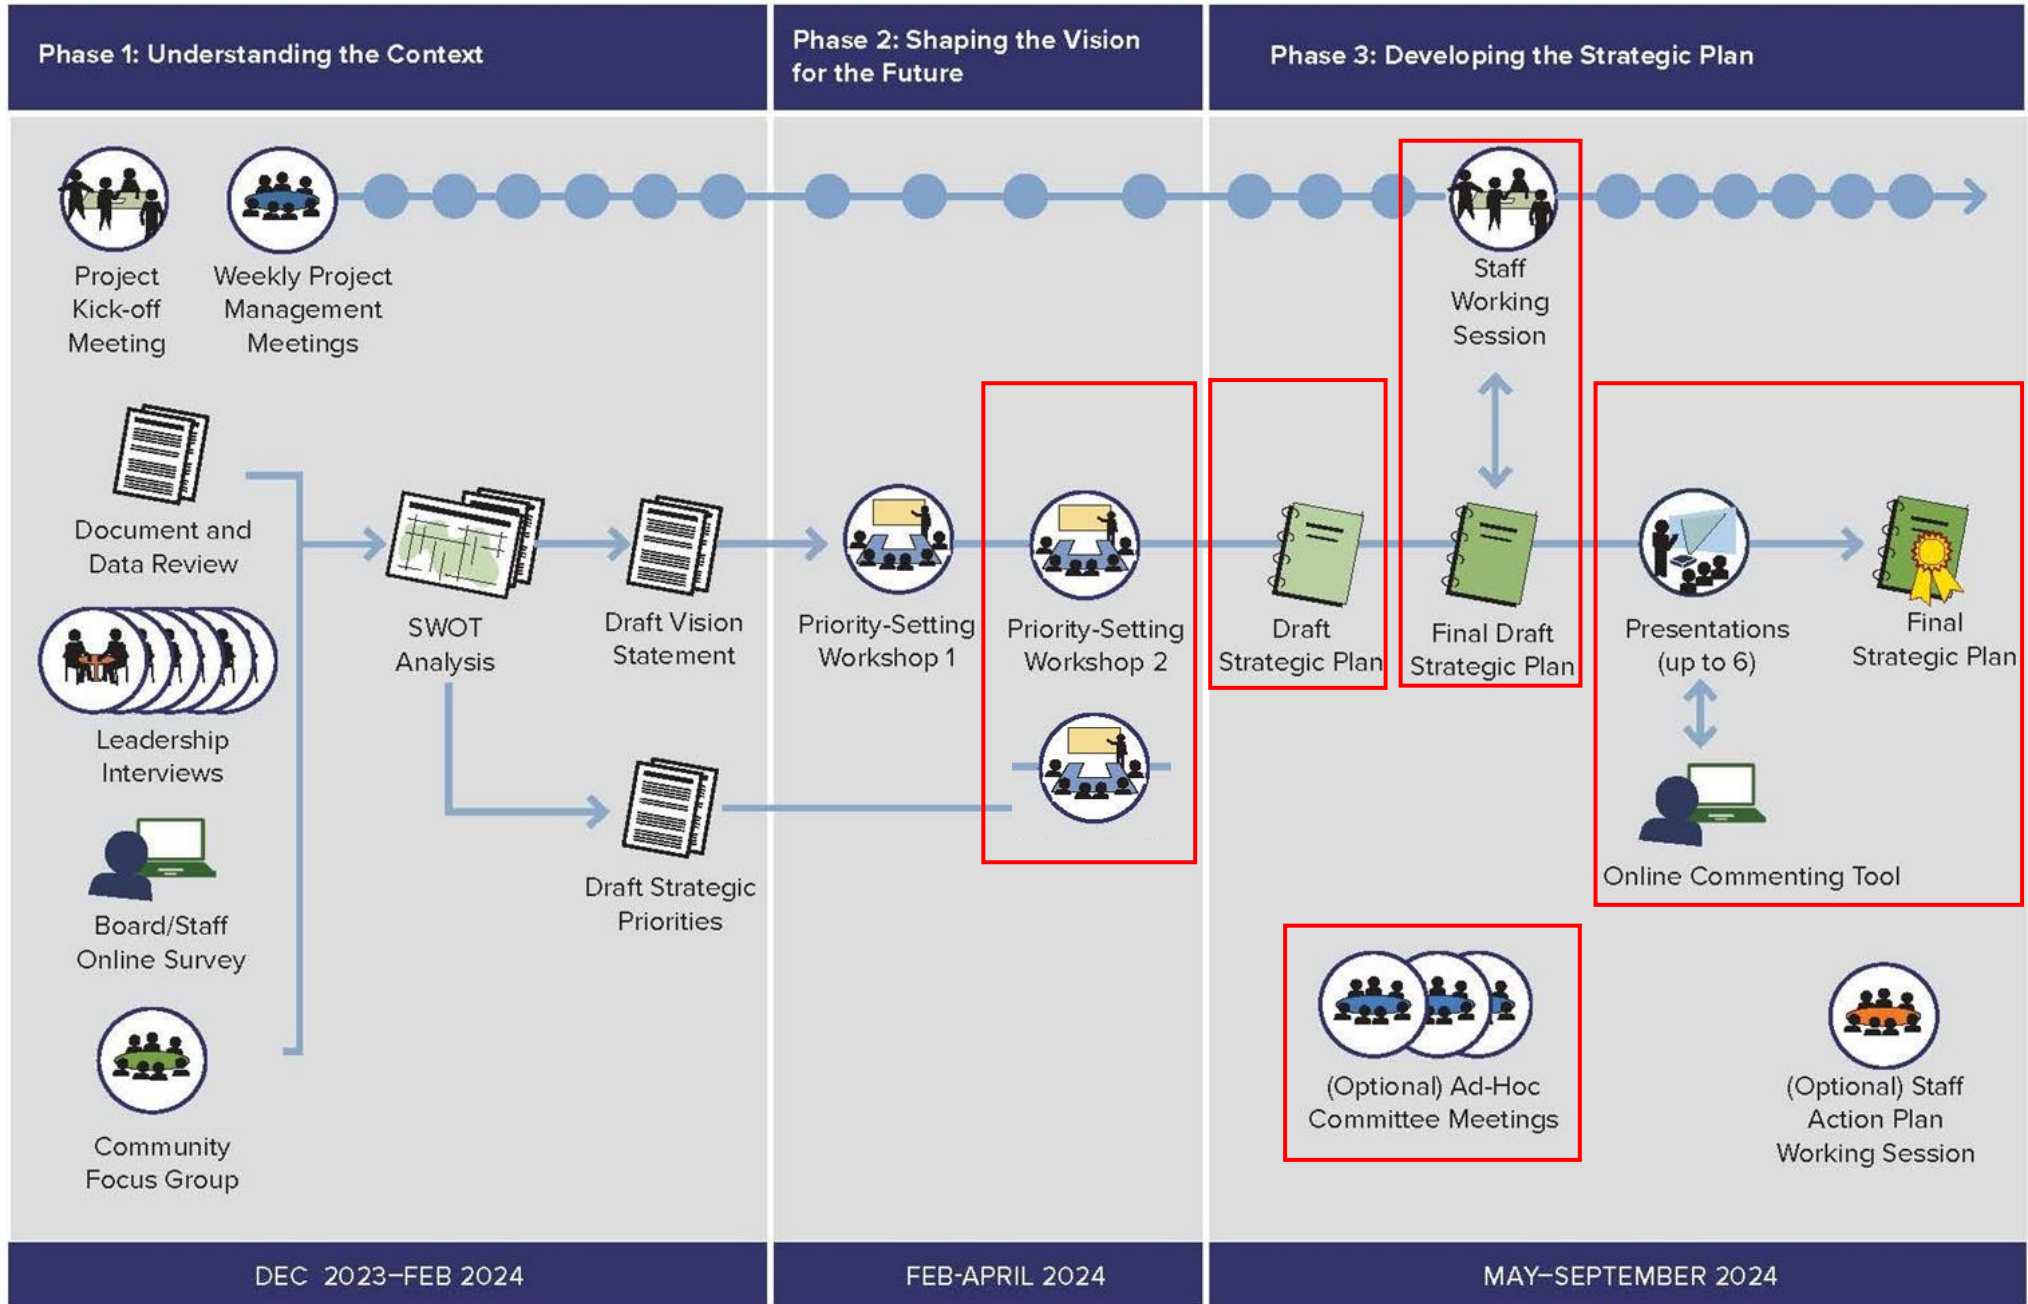 Phase 1: Understanding the Context
Phase 2: Shaping the Vision
for the Future
Phase 3: Developing the Strategic Plan
Project
Kick-off
Meeting
Weekly Project
Management
Meetings
Staff
Working
Session
Document and
Data Review
SWOT
Analysis
Draft Vision
Statement
Priority-Setting
Workshop 1
Priority-Setting
Workshop 2
Draft
Strategic Plan
Final Draft
Strategic Plan
Presentations
(up to 6)
Final
Strategic Plan
Leadership
Interviews
Draft Strategic
Priorities
Online Commenting Tool
Board/Staff
Online Survey
Community
Focus Group
(Optional) Ad-Hoc
Committee Meetings
(Optional) Staff
Action Plan
Working Session
DEC 2023–FEB 2024
FEB-APRIL 2024
MAY–SEPTEMBER 2024